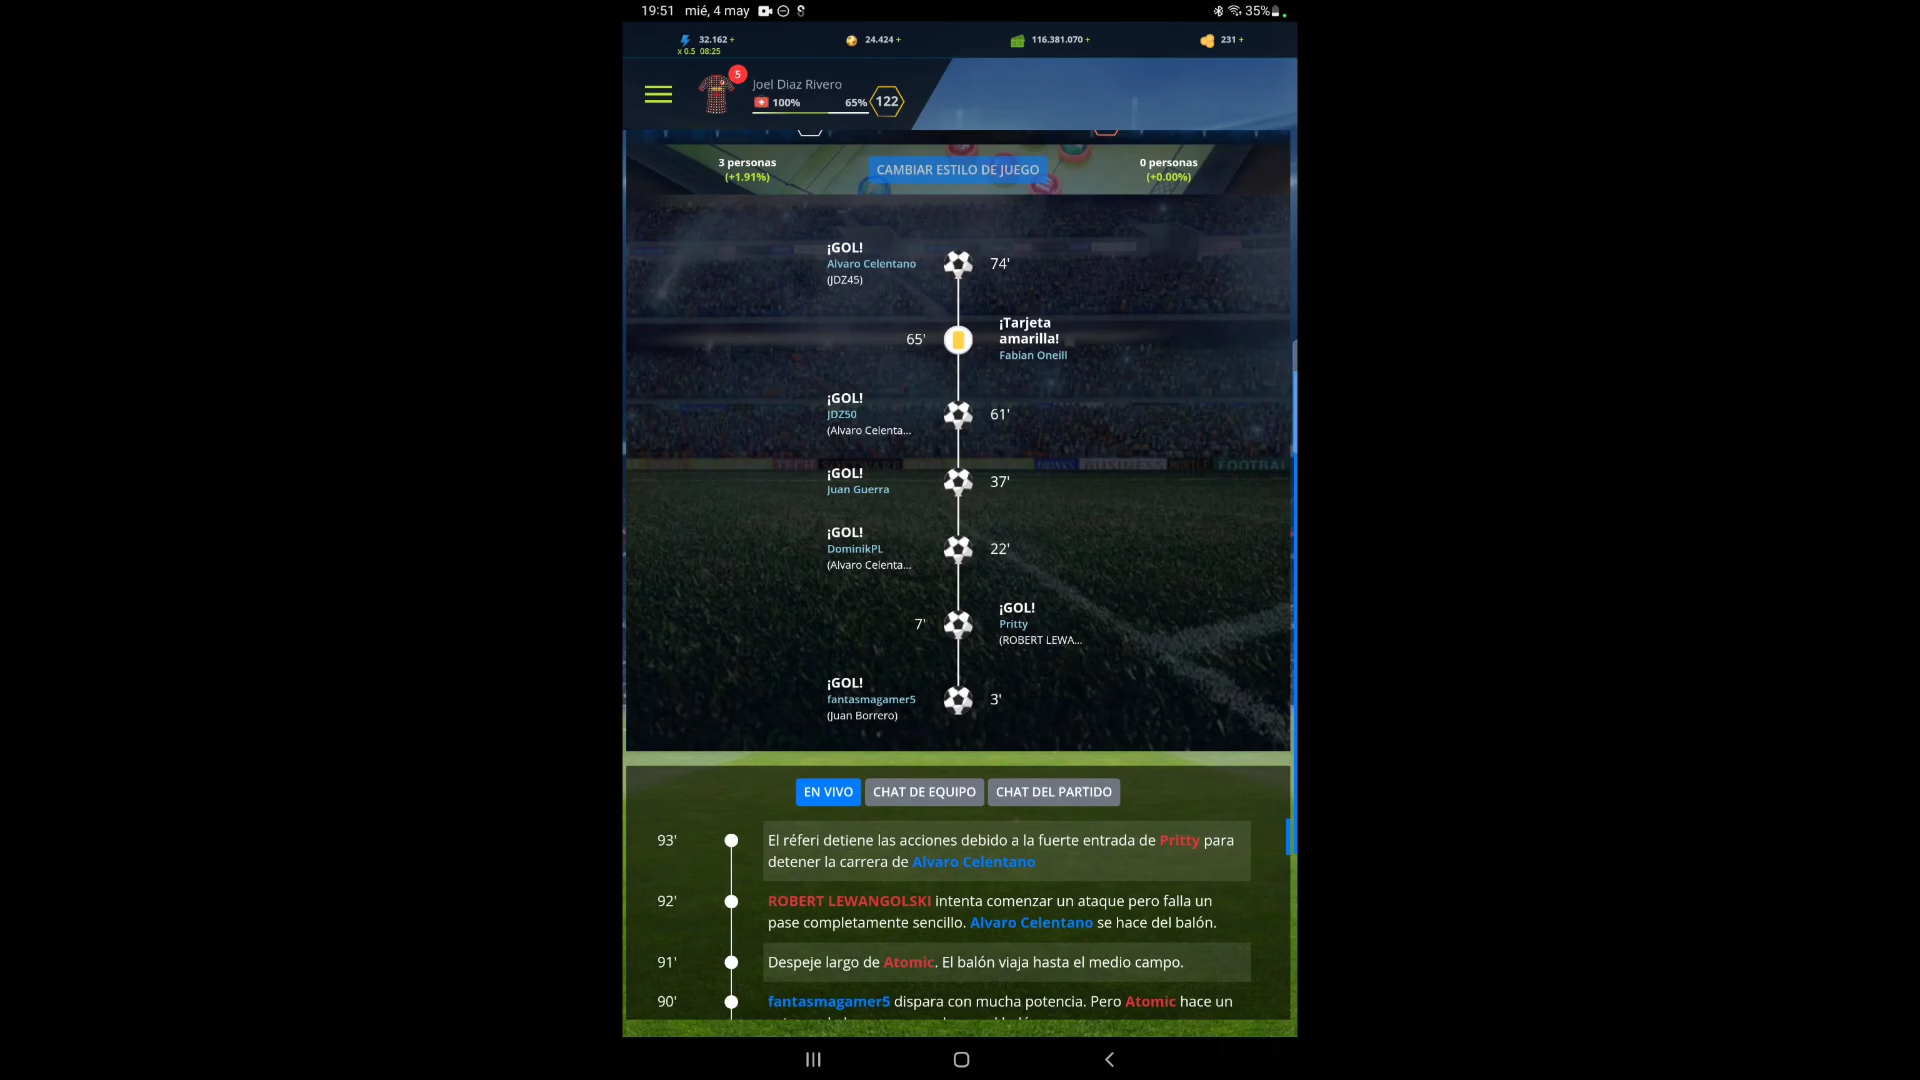 19:51 mié, 4 may 35%
32.162 + 24.424 + 116.381.070 + 231 +
x 0.5 08:25
5
Joel Diaz Rivero
100% 65% 122
3 personas CAMBIAR ESTILO DE JUEGO 0 personas
(+1.91%) (+0.00%)
¡GOL!
Alvaro Celentano 74'
(JDZ45)
¡Tarjeta
65' amarilla!
Fabian Oneill
¡GOL!
JDZ50 61'
(Alvaro Celenta...
¡GOL! 37'
Juan Guerra
¡GOL!
DominikPL 22'
(Alvaro Celenta...
¡GOL!
7' Pritty
(ROBERT LEWA...
¡GOL!
fantasmagamer5 3'
(Juan Borrero)
EN VIVO CHAT DE EQUIPO CHAT DEL PARTIDO
93' El réferi detiene las acciones debido a la fuerte entrada de Pritty para
detener la carrera de Alvaro Celentano
92' ROBERT LEWANGOLSKI intenta comenzar un ataque pero falla un
pase completamente sencillo. Alvaro Celentano se hace del balón.
91' Despeje largo de Atomic. El balón viaja hasta el medio campo.
90' fantasmagamer5 dispara con mucha potencia. Pero Atomic hace un